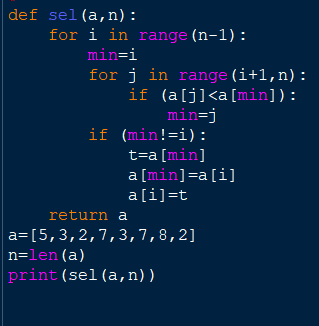 def sel(a,n):
    for i in range(n-1):
        min=i
        for j in range(i+1,n):
            if (a[j]<a[min]):
                min=j
        if (min!=i):
            t=a[min]
            a[min]=a[i]
            a[i]=t
    return a
a=[5,3,2,7,3,7,8,2]
n=len(a)
print(sel(a,n))